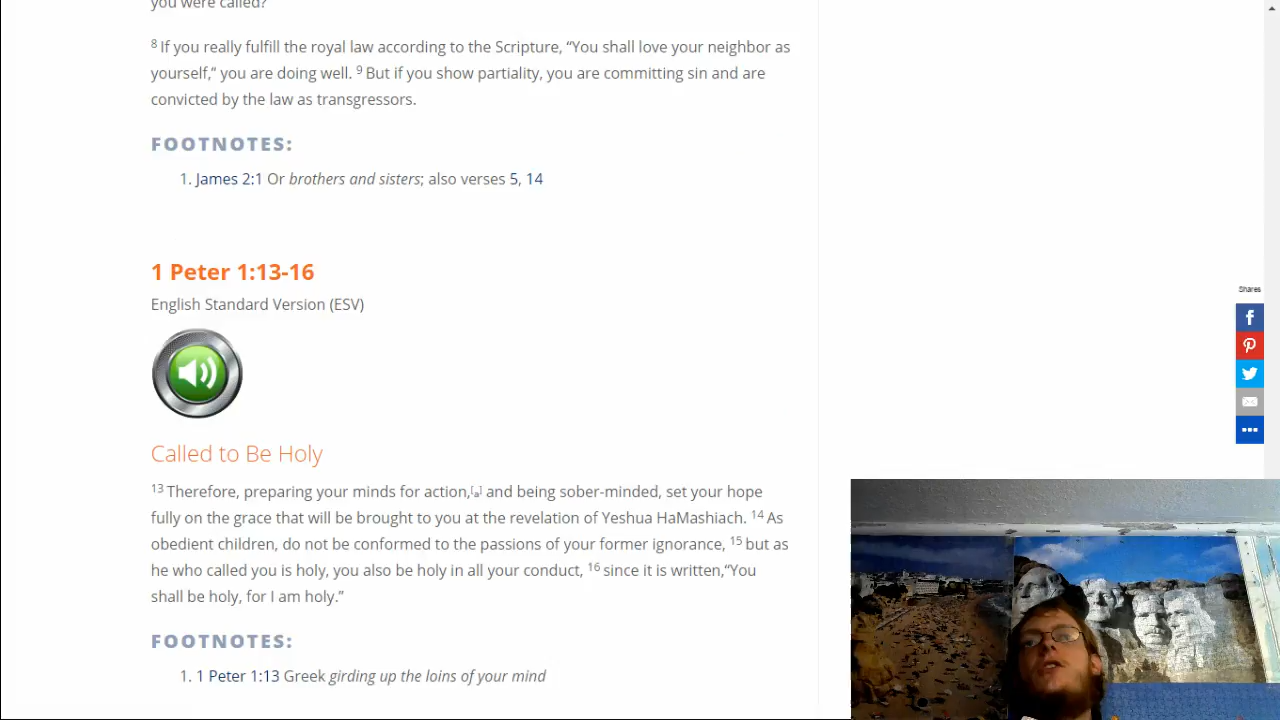 you were called?
8 If you really fulfill the royal law according to the Scripture, “You shall love your neighbor as
yourself,“ you are doing well. 9 But if you show partiality, you are committing sin and are
convicted by the law as transgressors.
FOOTNOTES:
1. James 2:1 Or brothers and sisters; also verses 5, 14
1 Peter 1:13-16
English Standard Version (ESV)
Shares
Called to Be Holy
13 Therefore, preparing your minds for action,[a] and being sober-minded, set your hope
fully on the grace that will be brought to you at the revelation of Yeshua HaMashiach. 14 As
obedient children, do not be conformed to the passions of your former ignorance, 15 but as
he who called you is holy, you also be holy in all your conduct, 16 since it is written,“You
shall be holy, for I am holy.”
FOOTNOTES:
1. 1 Peter 1:13 Greek girding up the loins of your mind